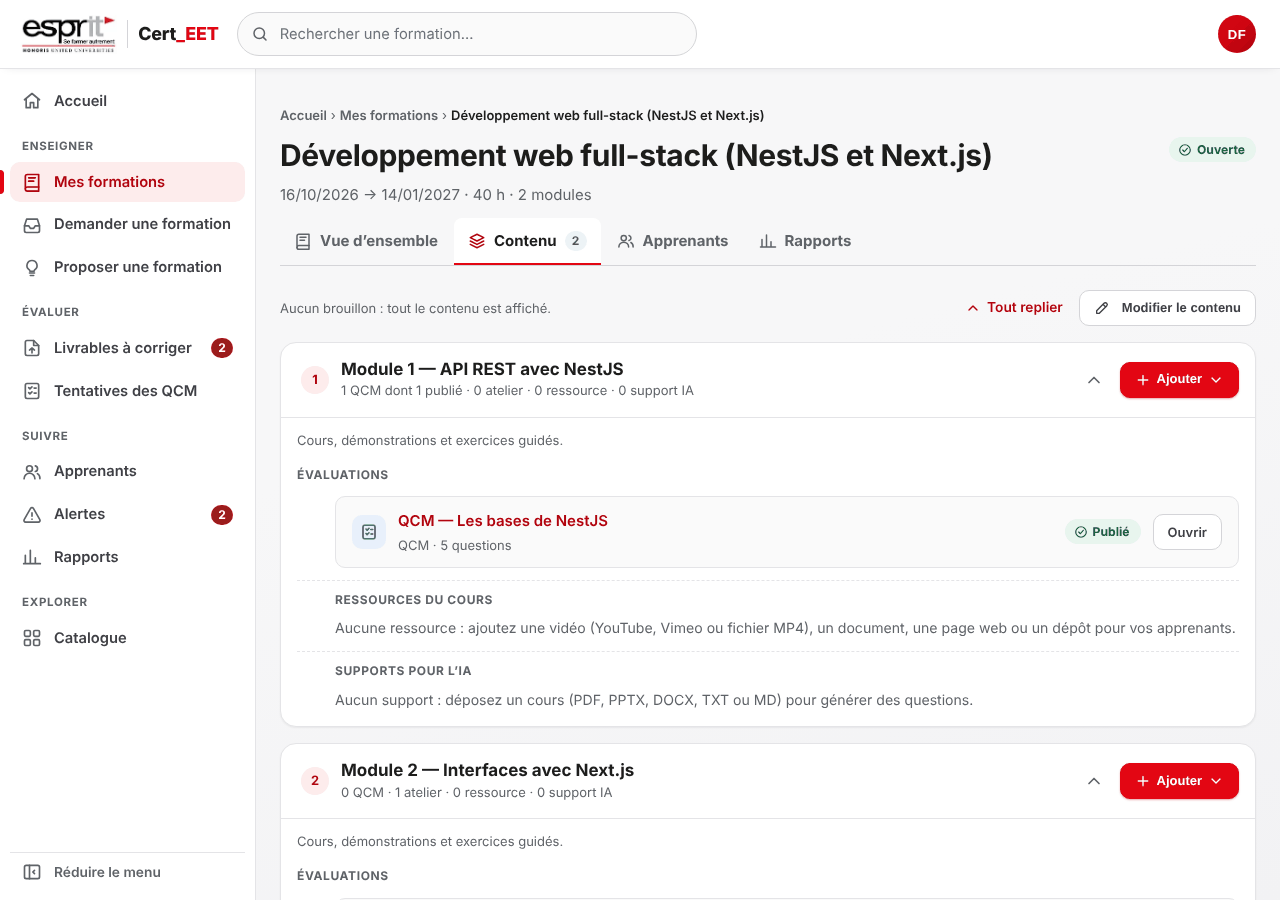 esprit
Se former autrement
HONORIS UNITED UNIVERSITIES
Cert_EET
Rechercher une formation...
DF
Accueil
ENSEIGNER
Mes formations
Demander une formation
Proposer une formation
ÉVALUER
Livrables à corriger 2
Tentatives des QCM
SUIVRE
Apprenants
Alertes 2
Rapports
EXPLORER
Catalogue
Réduire le menu
Accueil › Mes formations › Développement web full-stack (NestJS et Next.js)
Développement web full-stack (NestJS et Next.js)
Ouverte
16/10/2026 → 14/01/2027 · 40 h · 2 modules
Vue d’ensemble Contenu 2 Apprenants Rapports
Aucun brouillon : tout le contenu est affiché.
Tout replier
Modifier le contenu
1
Module 1 — API REST avec NestJS
1 QCM dont 1 publié · 0 atelier · 0 ressource · 0 support IA
Ajouter
Cours, démonstrations et exercices guidés.
ÉVALUATIONS
QCM — Les bases de NestJS
QCM · 5 questions
Publié
Ouvrir
RESSOURCES DU COURS
Aucune ressource : ajoutez une vidéo (YouTube, Vimeo ou fichier MP4), un document, une page web ou un dépôt pour vos apprenants.
SUPPORTS POUR L’IA
Aucun support : déposez un cours (PDF, PPTX, DOCX, TXT ou MD) pour générer des questions.
2
Module 2 — Interfaces avec Next.js
0 QCM · 1 atelier · 0 ressource · 0 support IA
Ajouter
Cours, démonstrations et exercices guidés.
ÉVALUATIONS